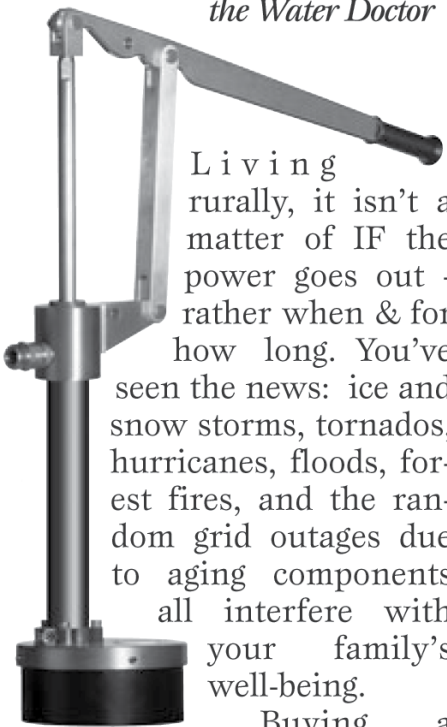 the Water Doctor
Living
rurally, it isn’t a
matter of IF the
power goes out -
rather when & for
how long. You’ve
seen the news: ice and
snow storms, tornados,
hurricanes, floods, for-
est fires, and the ran-
dom grid outages due
to aging components
all interfere with
your family’s
well-being.
Buying a